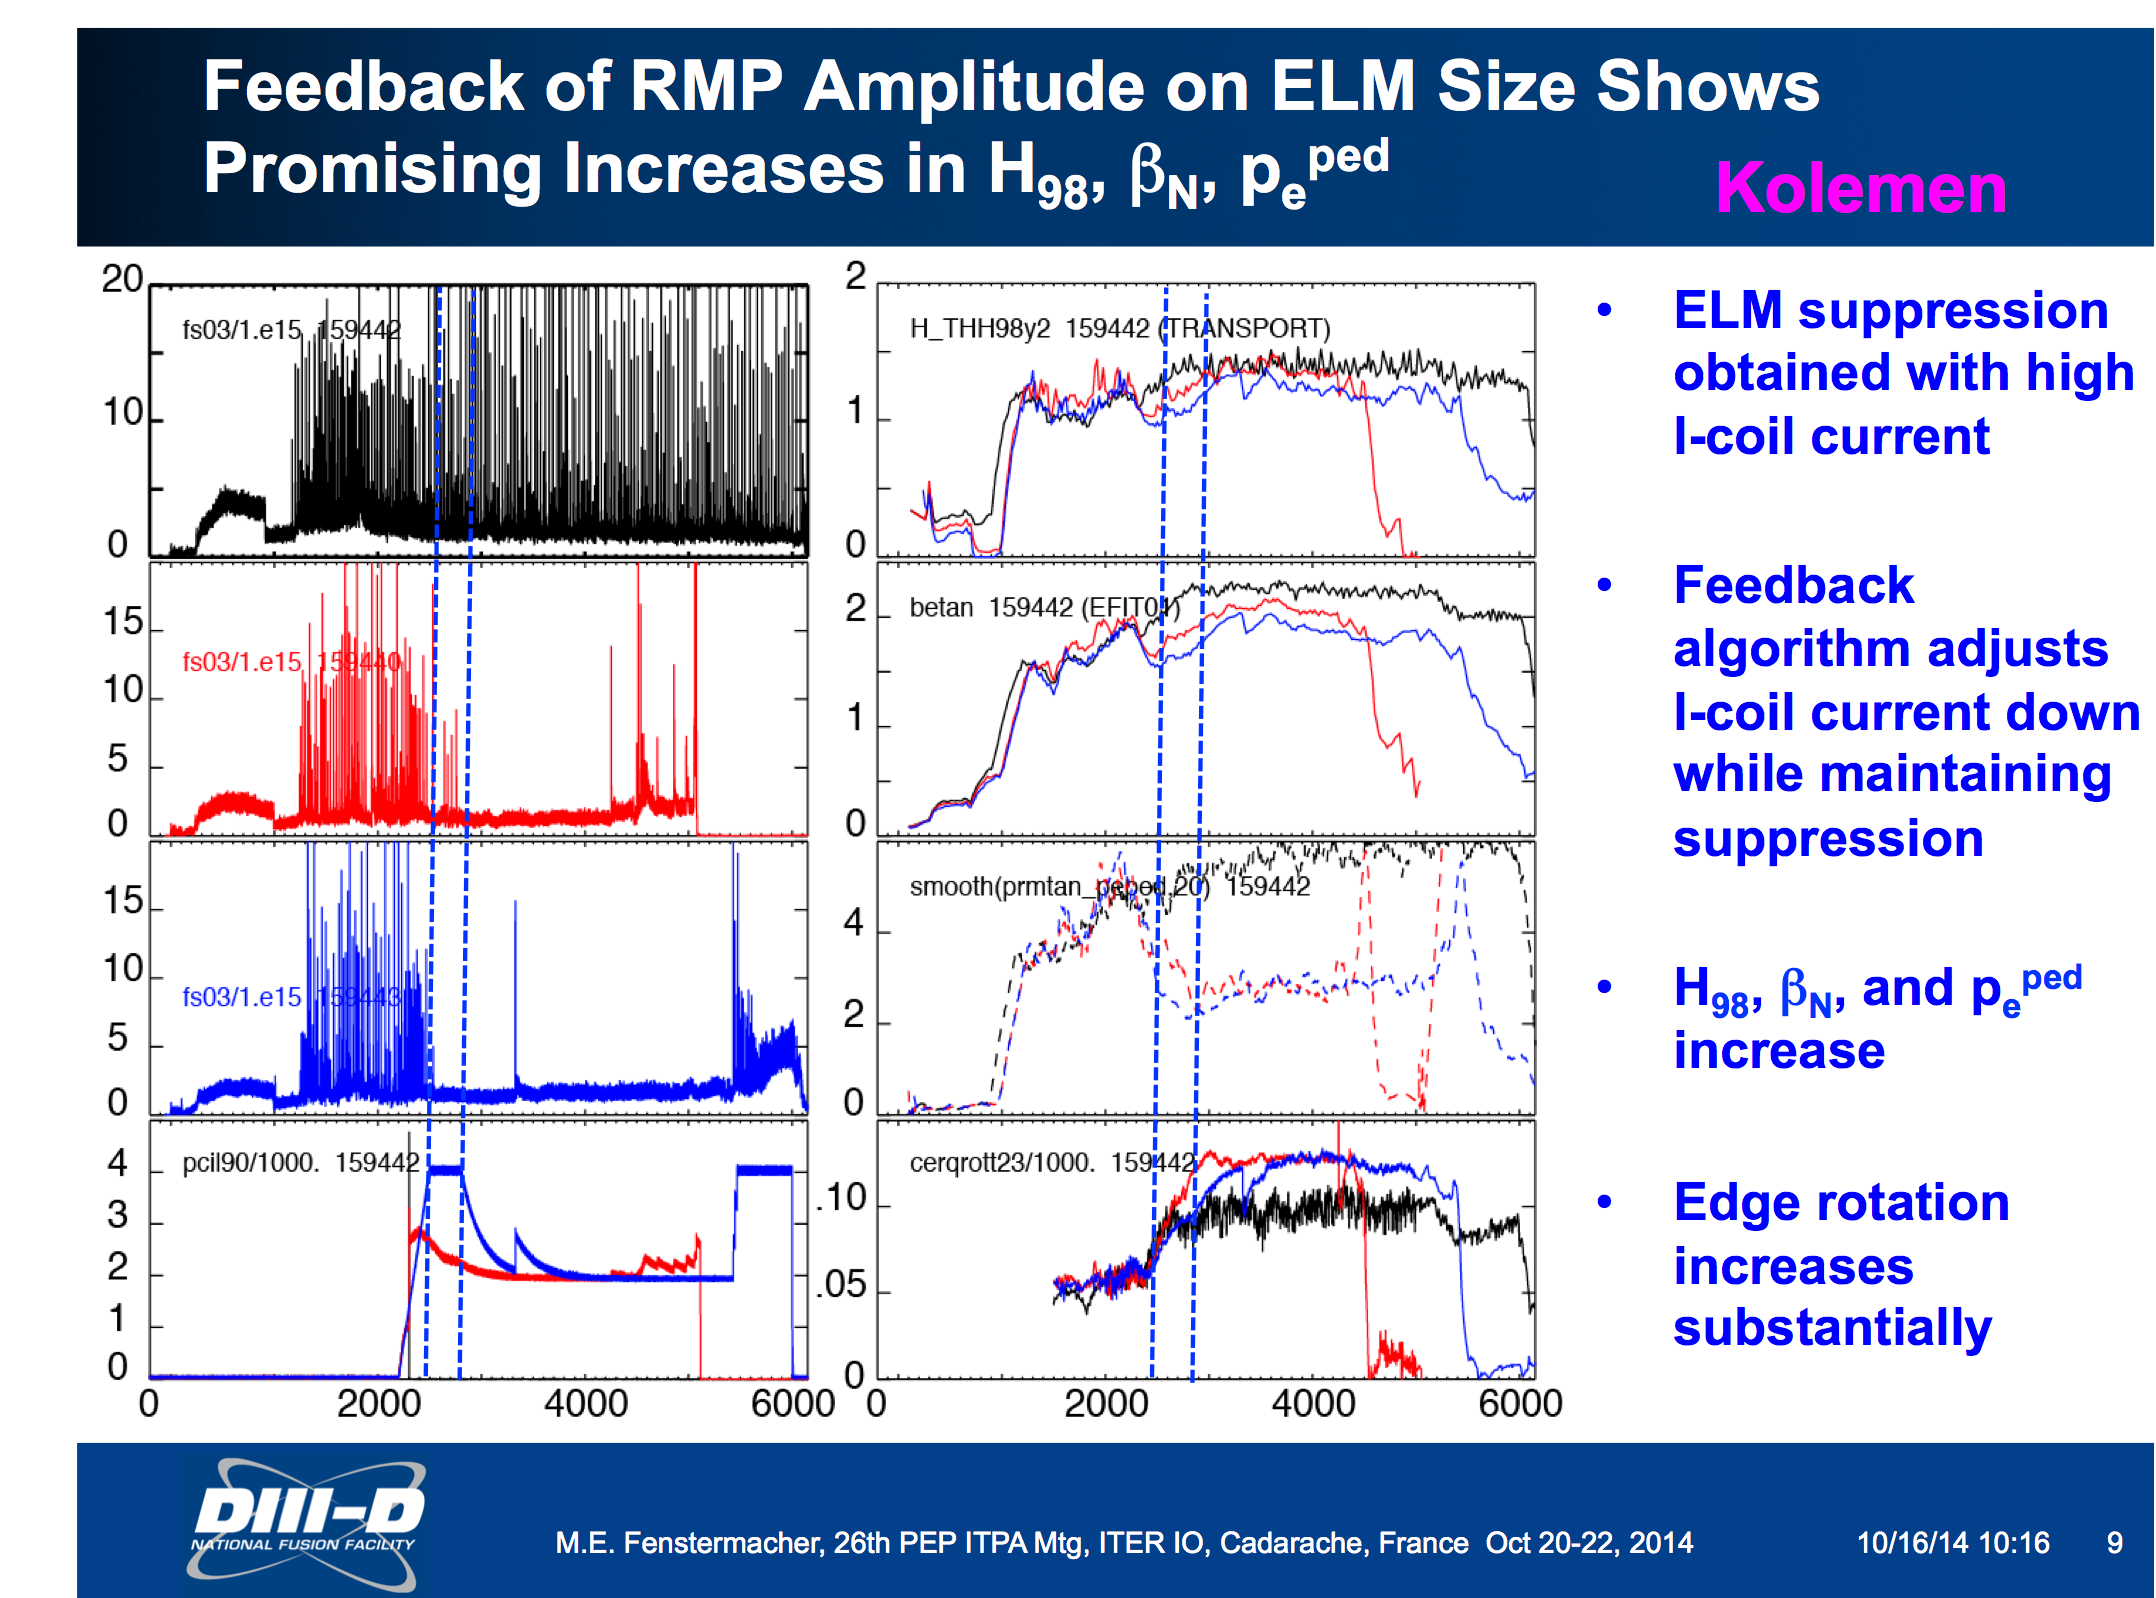 Feedback of RMP Amplitude on ELM Size Shows
Promising Increases in H98, βN, pe^ped
Kolemen
20
10
0
fs03/1.e15 159442
15
10
5
0
fs03/1.e15 159440
15
10
5
0
fs03/1.e15 159443
4
3
2
1
0
pcil90/1000. 159442
0
2000
4000
6000
2
1
0
H_THH98y2 159442 (TRANSPORT)
2
1
0
betan 159442 (EFIT01)
4
2
0
smooth(prmtan_peped,20) 159442
.10
.05
0
cerqrott23/1000. 159442
0
2000
4000
6000
• ELM suppression
obtained with high
I-coil current
• Feedback
algorithm adjusts
I-coil current down
while maintaining
suppression
• H98, βN, and pe^ped
increase
• Edge rotation
increases
substantially
DIII-D
NATIONAL FUSION FACILITY
M.E. Fenstermacher, 26th PEP ITPA Mtg, ITER IO, Cadarache, France Oct 20-22, 2014
10/16/14 10:16
9